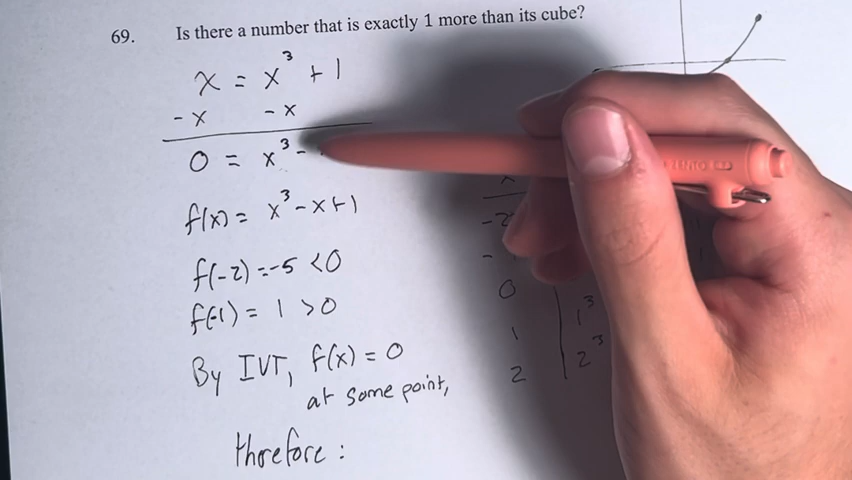 69. Is there a number that is exactly 1 more than its cube?
x = x³ + 1
-x -x
0 = x³ -
f(x) = x³ - x + 1
f(-2) = -5 < 0
f(-1) = 1 > 0
By IVT, f(x) = 0
at some point,
therefore :
x
-2
-
0
1 1³
2 2³